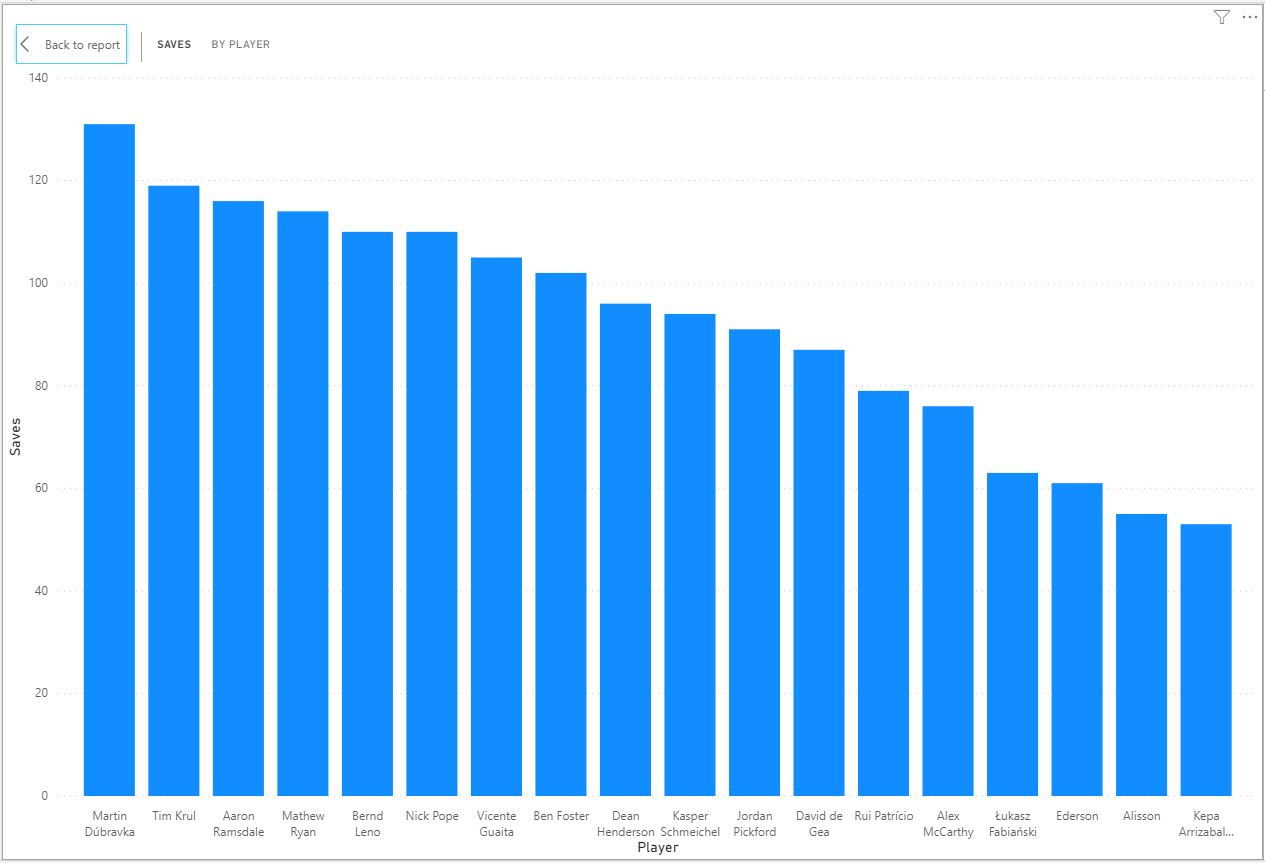 Back to report
SAVES BY PLAYER
140
120
100
80
60
40
20
0
Saves
Martin Dúbravka
Tim Krul
Aaron Ramsdale
Mathew Ryan
Bernd Leno
Nick Pope
Vicente Guaita
Ben Foster
Dean Henderson
Kasper Schmeichel
Jordan Pickford
David de Gea
Rui Patrício
Alex McCarthy
Łukasz Fabiański
Ederson
Alisson
Kepa Arrizabal...
Player